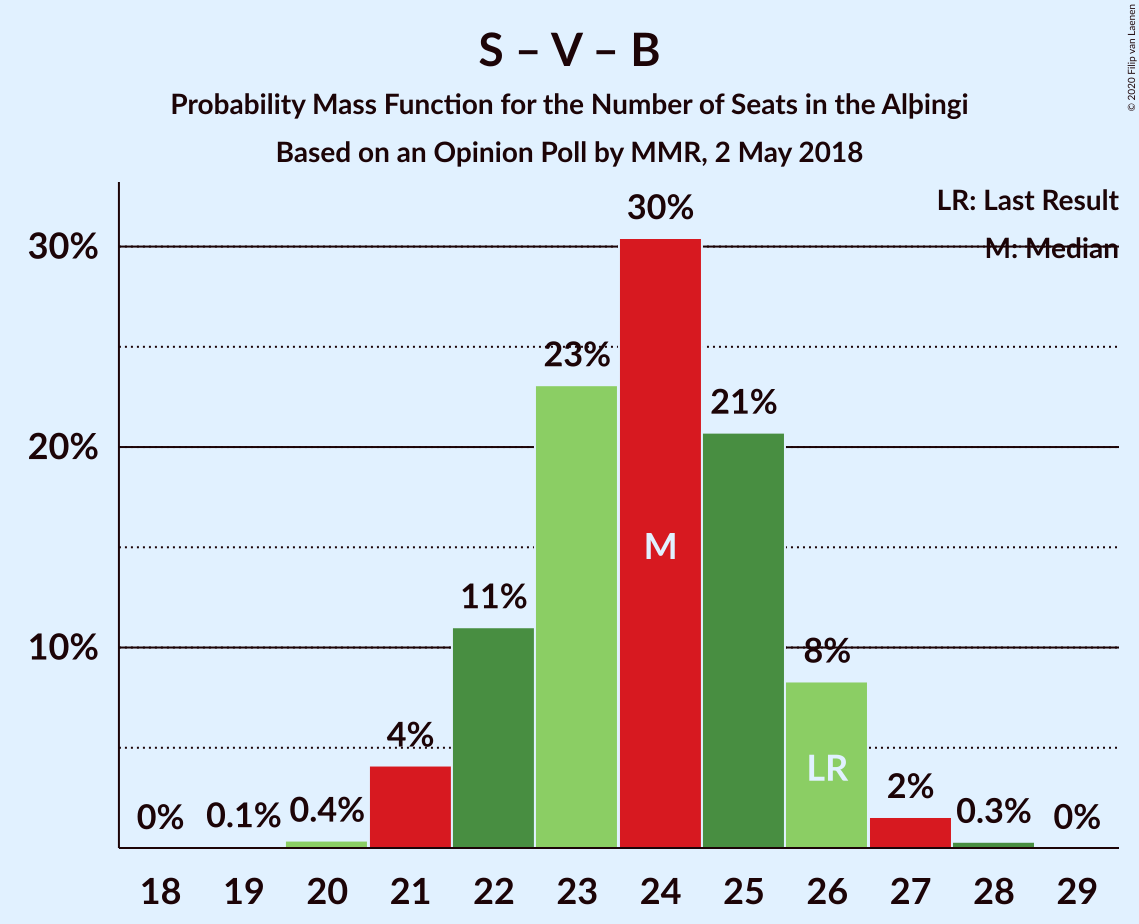 S – V – B
Probability Mass Function for the Number of Seats in the Alþingi
Based on an Opinion Poll by MMR, 2 May 2018
© 2020 Filip van Laenen
LR: Last Result
M: Median
30%
20%
10%
0%
0.1%
0.4%
4%
11%
23%
30%
M
21%
8%
LR
2%
0.3%
0%
18 19 20 21 22 23 24 25 26 27 28 29